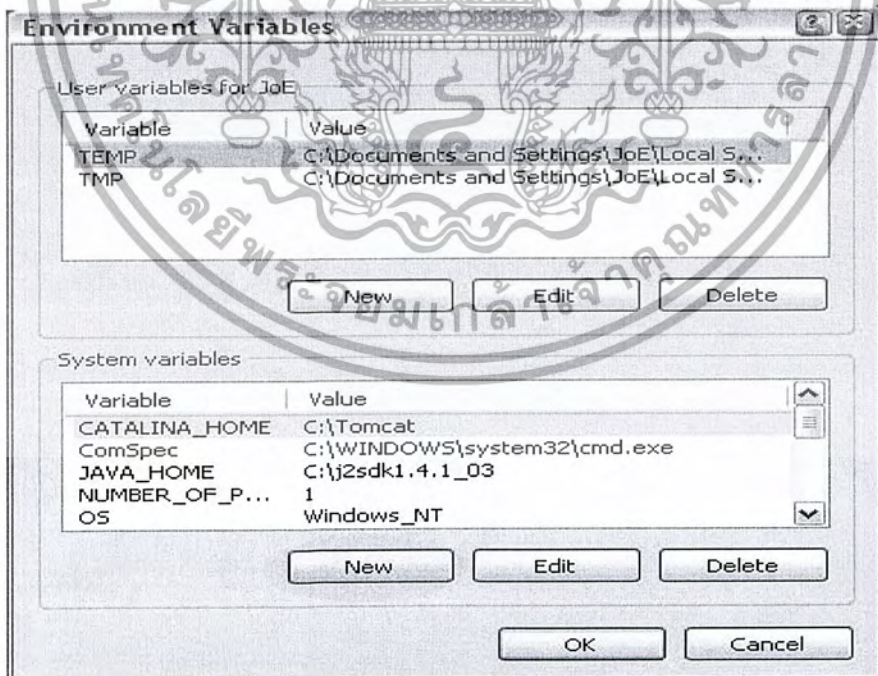 Environment Variables
User variables for JoE
Variable Value
TEMP C:\Documents and Settings\JoE\Local S...
TMP C:\Documents and Settings\JoE\Local S...
New Edit Delete
System variables
Variable Value
CATALINA_HOME C:\Tomcat
ComSpec C:\WINDOWS\system32\cmd.exe
JAVA_HOME C:\j2sdk1.4.1_03
NUMBER_OF_P... 1
OS Windows_NT
New Edit Delete
OK Cancel